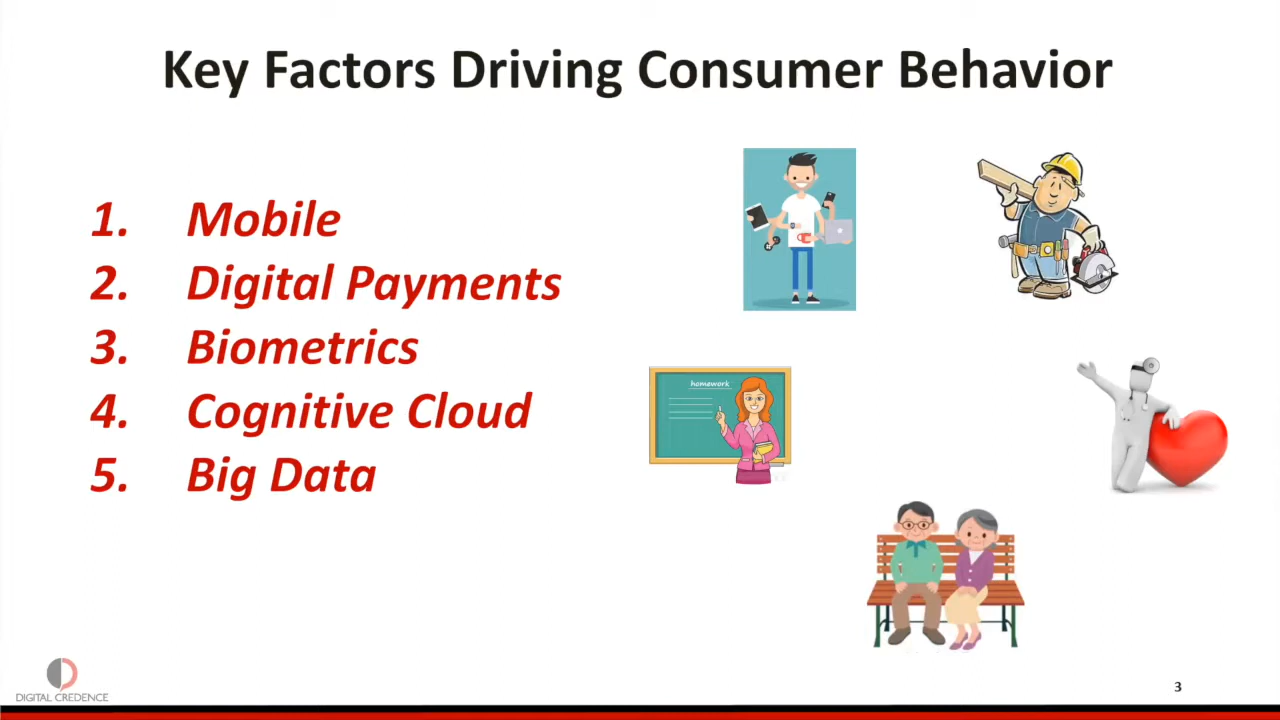 Key Factors Driving Consumer Behavior
1. Mobile
2. Digital Payments
3. Biometrics
4. Cognitive Cloud
5. Big Data
homework
DIGITAL CREDENCE
3